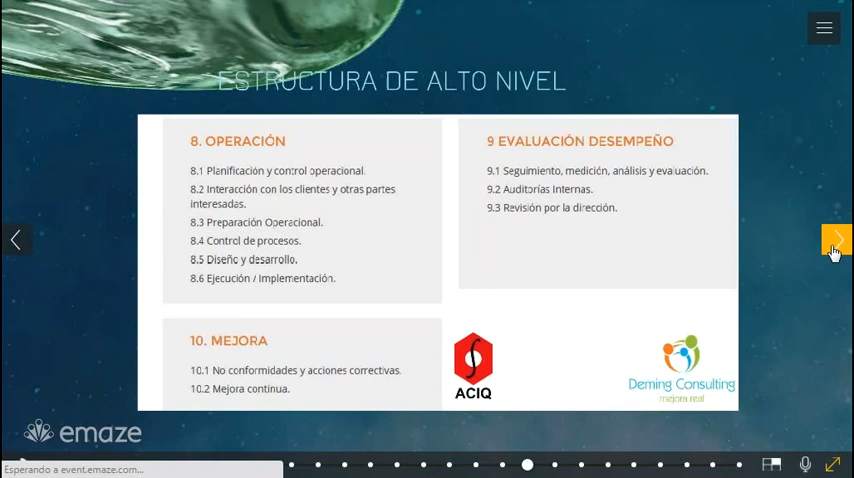 ESTRUCTURA DE ALTO NIVEL
8. OPERACIÓN
8.1 Planificación y control operacional.
8.2 Interacción con los clientes y otras partes
interesadas.
8.3 Preparación Operacional.
8.4 Control de procesos.
8.5 Diseño y desarrollo.
8.6 Ejecución / Implementación.
9 EVALUACIÓN DESEMPEÑO
9.1 Seguimiento, medición, análisis y evaluación.
9.2 Auditorías Internas.
9.3 Revisión por la dirección.
10. MEJORA
10.1 No conformidades y acciones correctivas.
10.2 Mejora continua.
ACIQ
Deming Consulting
mejora real
emaze
Esperando a event.emaze.com...